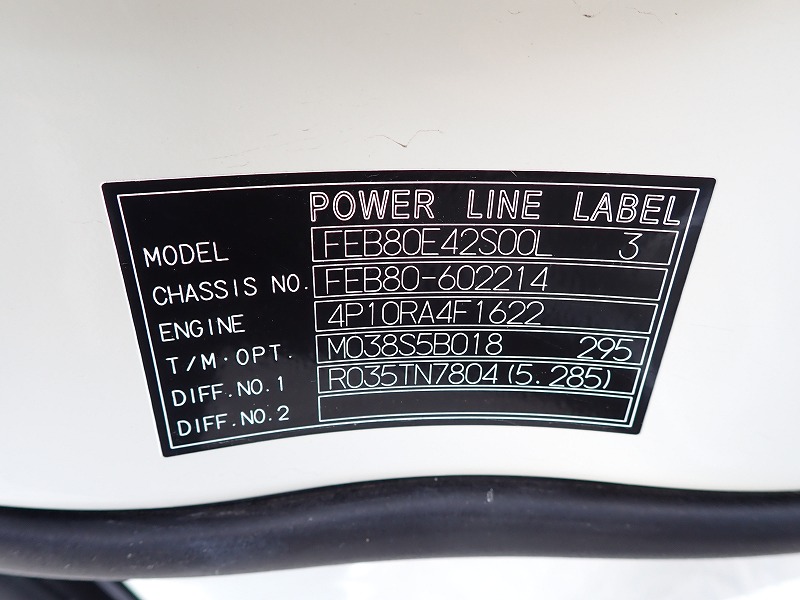 POWER LINE LABEL
MODEL FEB80E42S00L 3
CHASSIS NO. FEB80-602214
ENGINE 4P10RA4F1622
T/M·OPT. M038S5B018 295
DIFF.NO.1 R035TN7804(5.285)
DIFF.NO.2